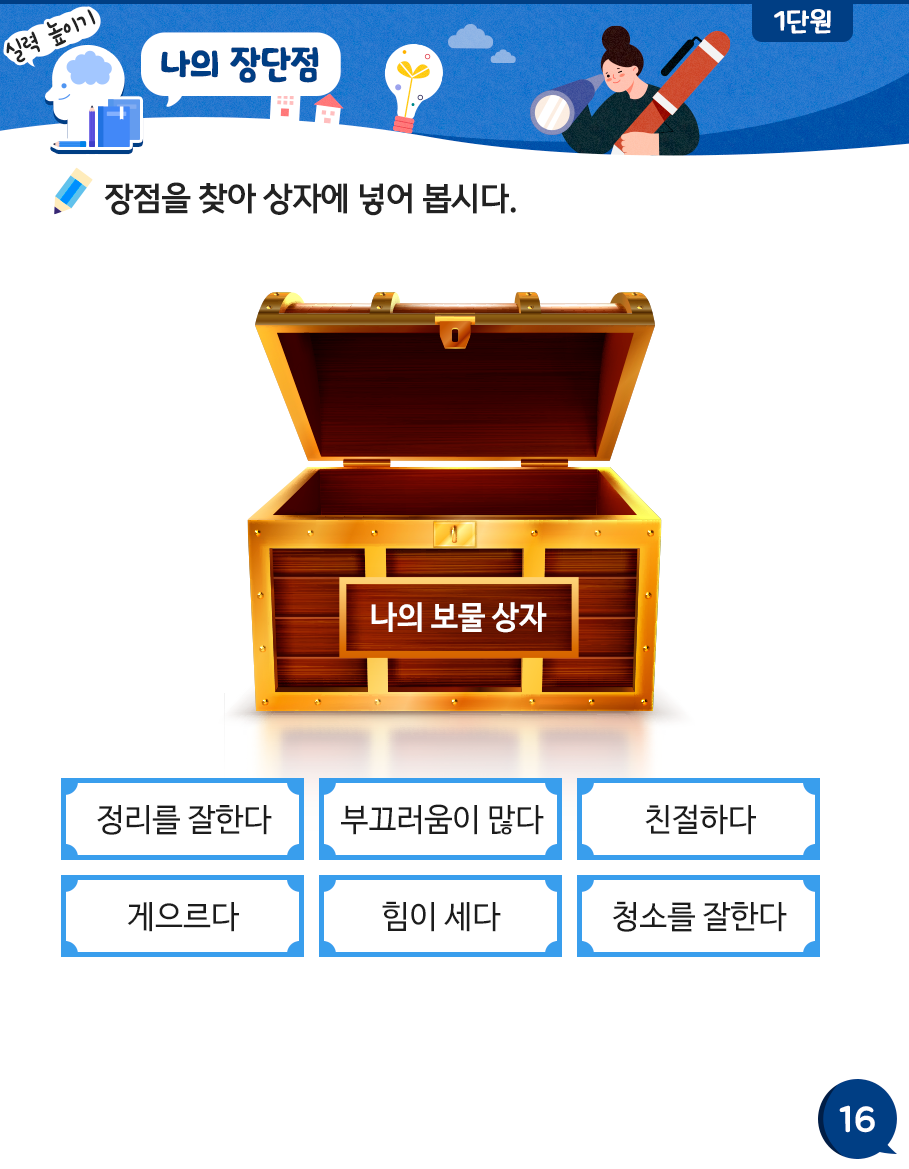 실력 높이기
나의 장단점
1단원
장점을 찾아 상자에 넣어 봅시다.
나의 보물 상자
정리를 잘한다
부끄러움이 많다
친절하다
게으르다
힘이 세다
청소를 잘한다
16